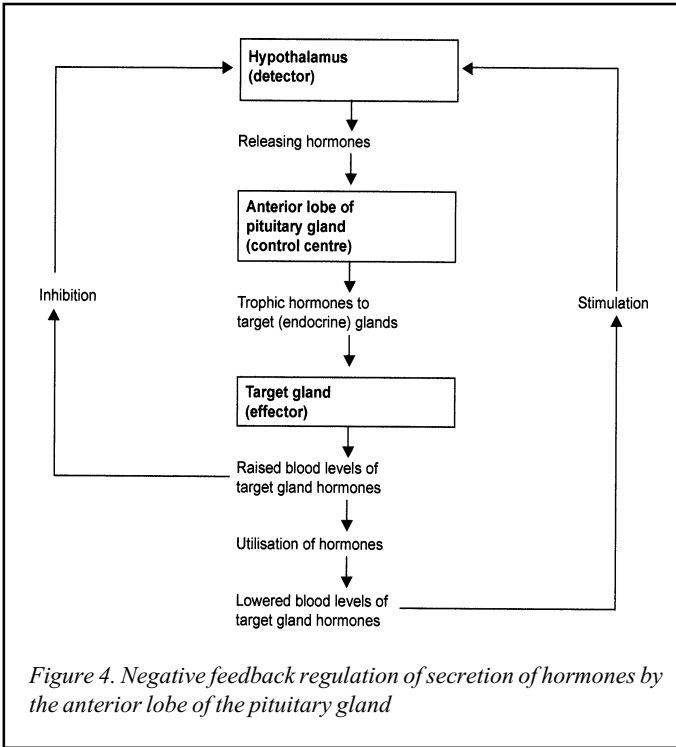 Hypothalamus
(detector)
Releasing hormones
Anterior lobe of
pituitary gland
(control centre)
Inhibition
Trophic hormones to
target (endocrine) glands
Stimulation
Target gland
(effector)
Raised blood levels of
target gland hormones
Utilisation of hormones
Lowered blood levels of
target gland hormones
Figure 4. Negative feedback regulation of secretion of hormones by
the anterior lobe of the pituitary gland